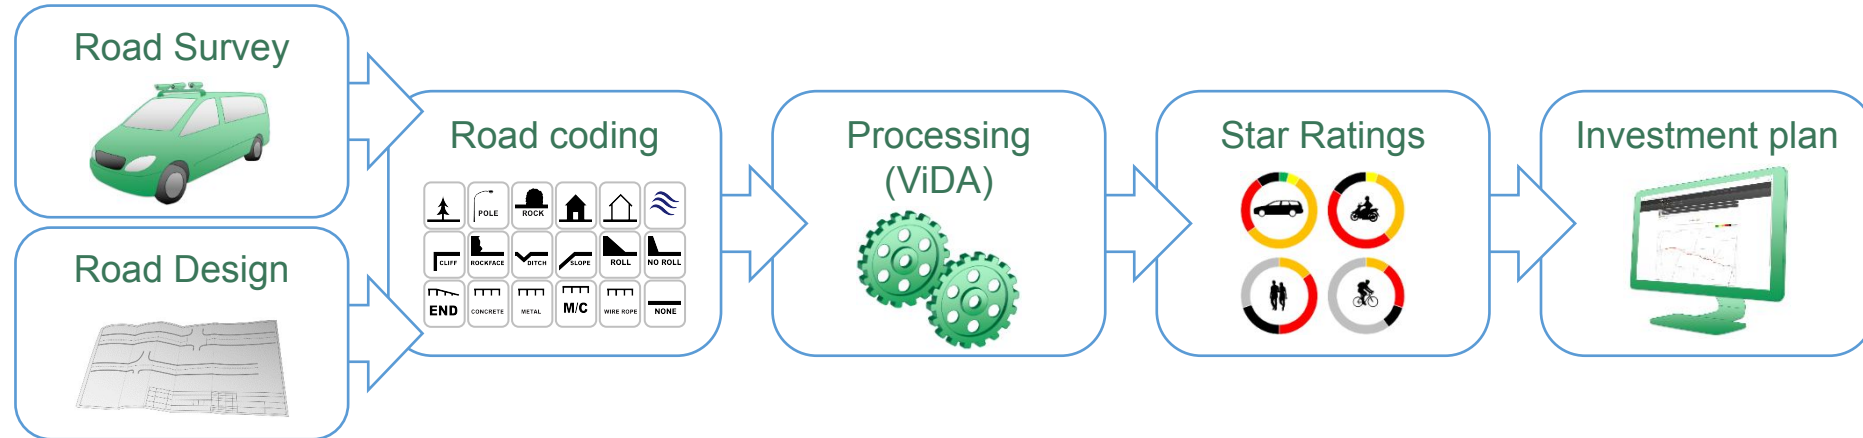 Road Survey
Road Design
Road coding
POLE
ROCK
CLIFF
ROCKFACE
DITCH
SLOPE
ROLL
NO ROLL
END
CONCRETE
METAL
M/C
WIRE ROPE
NONE
Processing
(ViDA)
Star Ratings
Investment plan